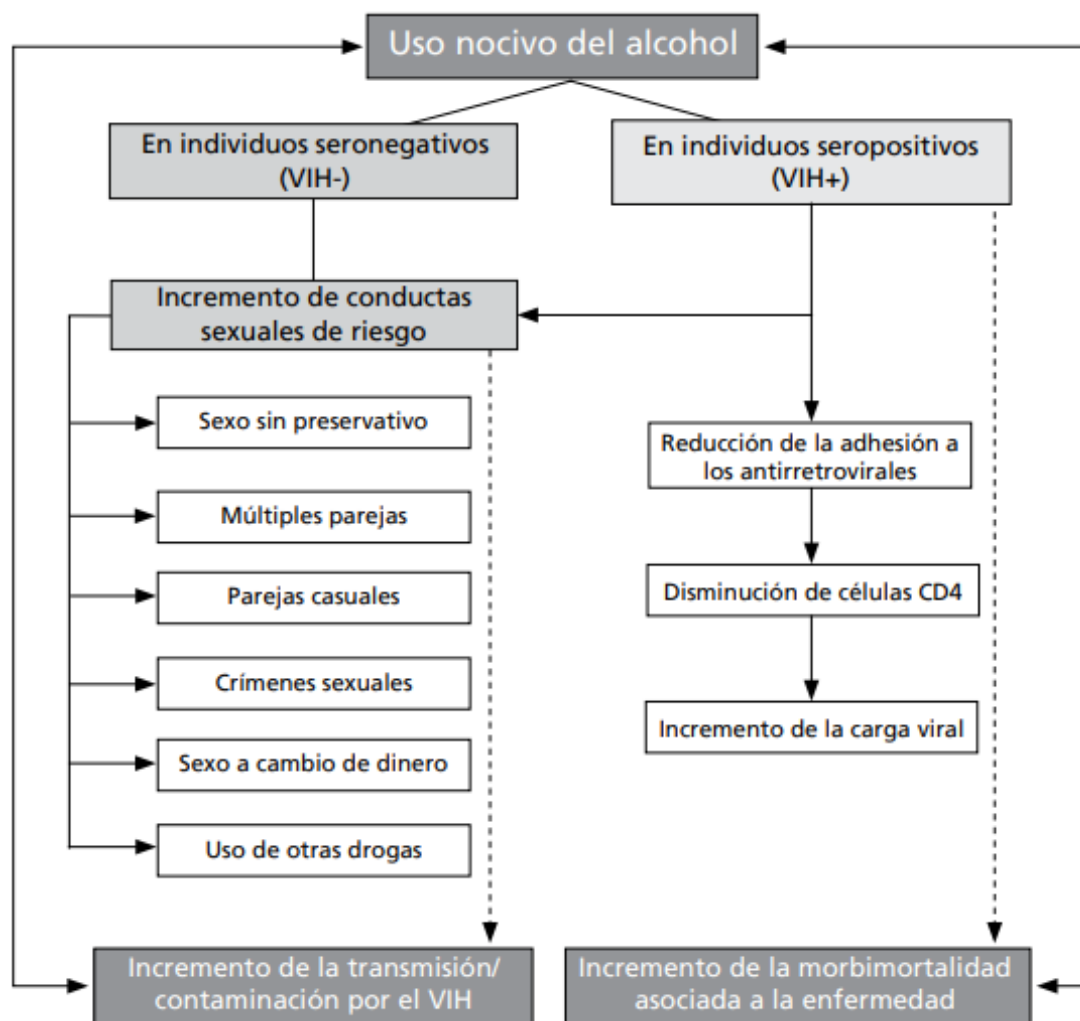 Uso nocivo del alcohol
En individuos seronegativos
(VIH-)
En individuos seropositivos
(VIH+)
Incremento de conductas
sexuales de riesgo
Sexo sin preservativo
Múltiples parejas
Parejas casuales
Crímenes sexuales
Sexo a cambio de dinero
Uso de otras drogas
Reducción de la adhesión a
los antirretrovirales
Disminución de células CD4
Incremento de la carga viral
Incremento de la transmisión/
contaminación por el VIH
Incremento de la morbimortalidad
asociada a la enfermedad